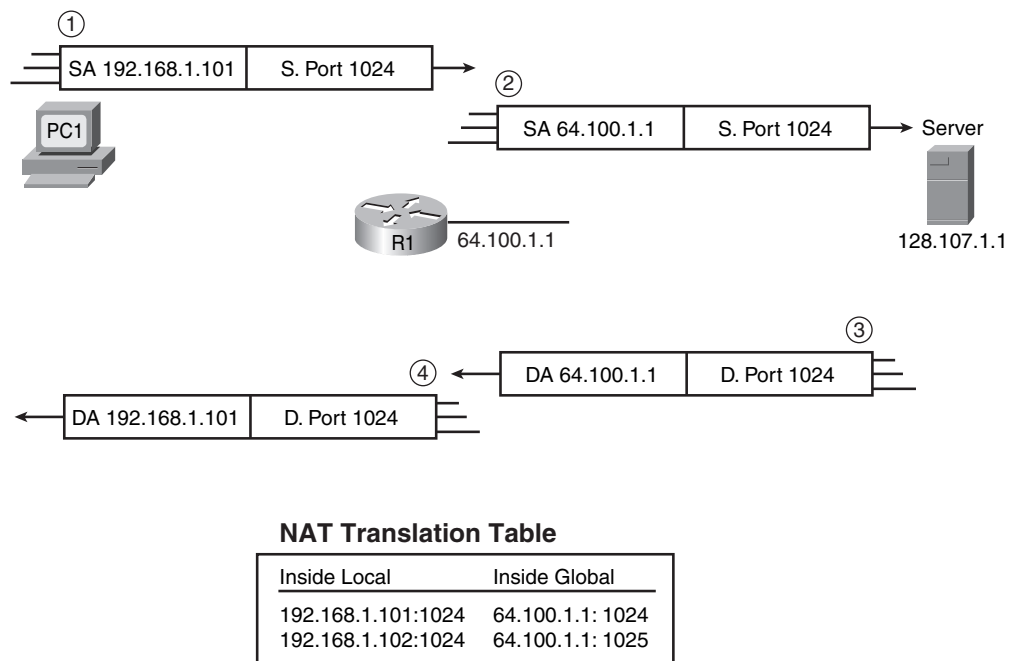 1
SA 192.168.1.101 S. Port 1024
2
PC1
SA 64.100.1.1 S. Port 1024
Server
R1
64.100.1.1
128.107.1.1
3
DA 64.100.1.1 D. Port 1024
4
DA 192.168.1.101 D. Port 1024
NAT Translation Table
Inside Local Inside Global
192.168.1.101:1024 64.100.1.1: 1024
192.168.1.102:1024 64.100.1.1: 1025